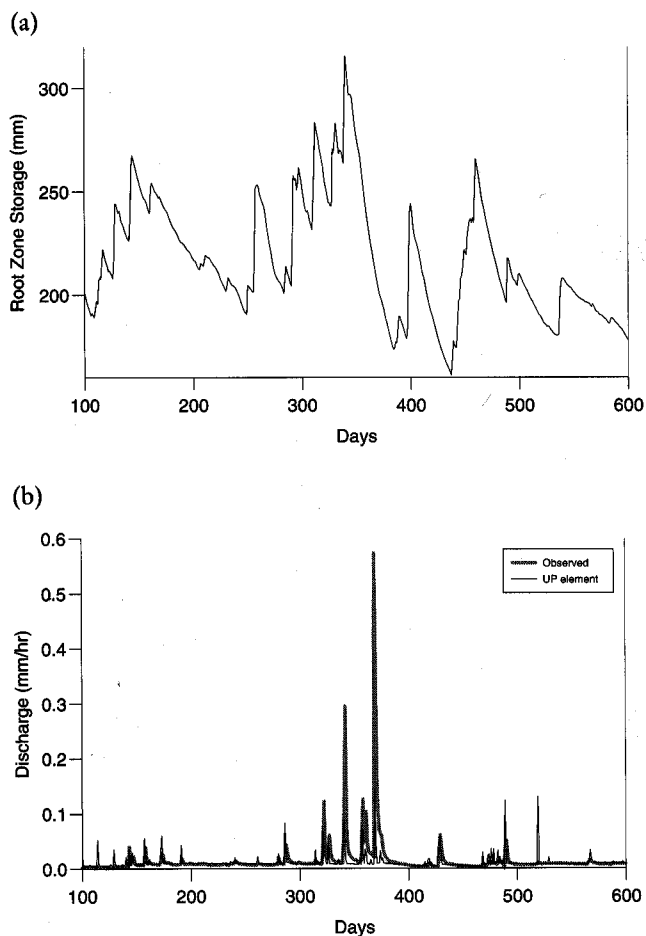 (a)
Root Zone Storage (mm)
300
250
200
100 200 300 400 500 600
Days
(b)
Discharge (mm/hr)
0.6
0.5
0.4
0.3
0.2
0.1
0.0
Observed
UP element
100 200 300 400 500 600
Days